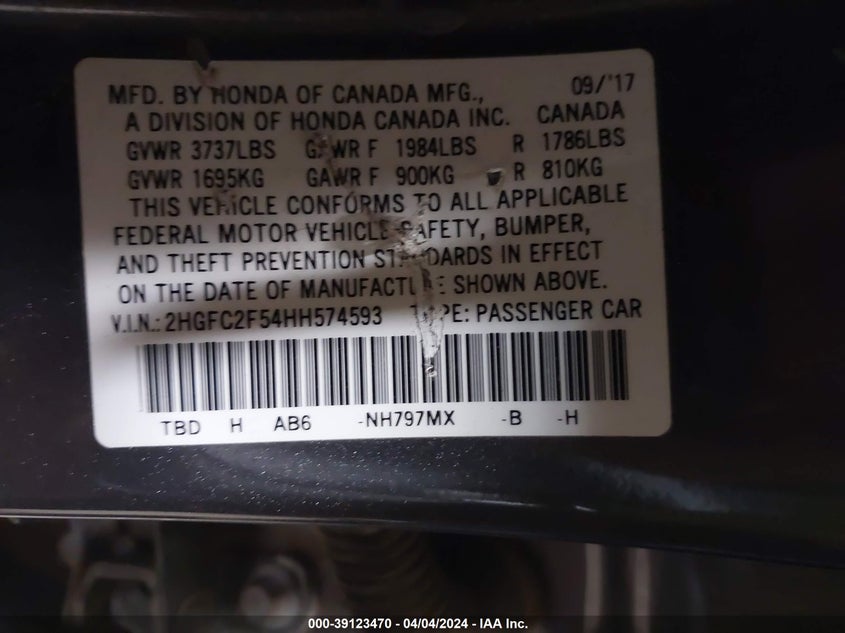 MFD. BY HONDA OF CANADA MFG., 09/'17
A DIVISION OF HONDA CANADA INC. CANADA
GVWR 3737LBS GAWR F 1984LBS R 1786LBS
GVWR 1695KG GAWR F 900KG R 810KG
THIS VEHICLE CONFORMS TO ALL APPLICABLE
FEDERAL MOTOR VEHICLE SAFETY, BUMPER,
AND THEFT PREVENTION STANDARDS IN EFFECT
ON THE DATE OF MANUFACTURE SHOWN ABOVE.
V.I.N.: 2HGFC2F54HH574593 TYPE: PASSENGER CAR
TBD H AB6 -NH797MX -B -H
000-39123470 - 04/04/2024 - IAA Inc.